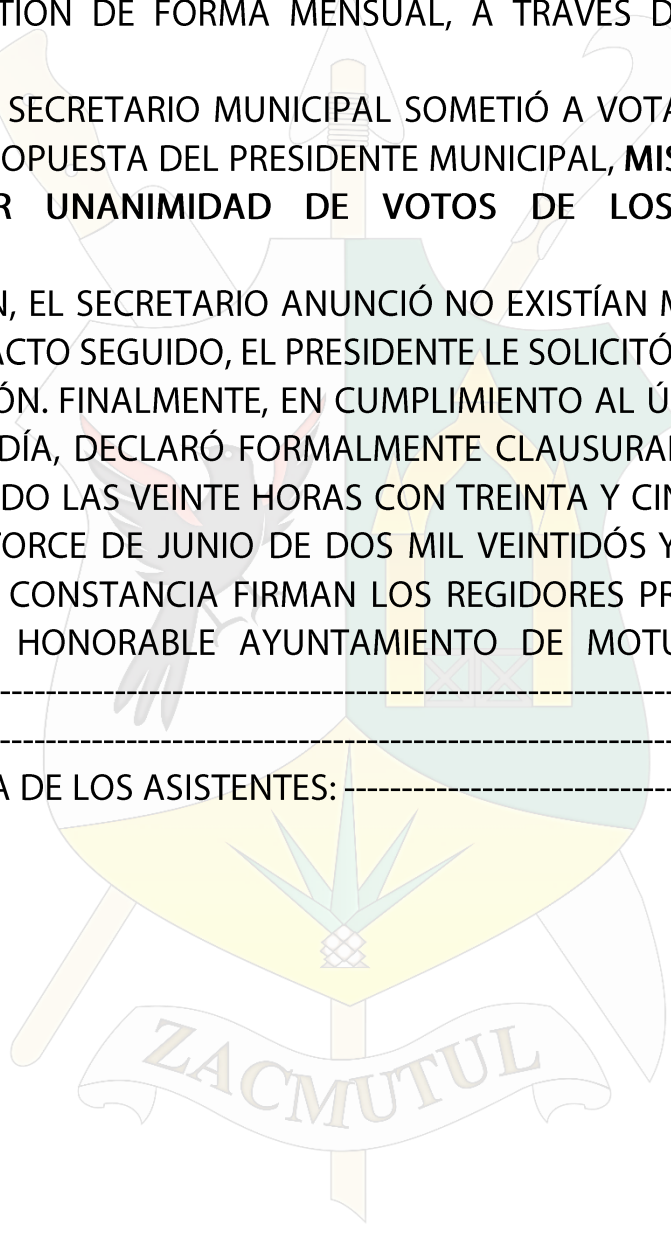 TIÓN DE FORMA MENSUAL, A TRAVÉS D
SECRETARIO MUNICIPAL SOMETIÓ A VOTA
OPUESTA DEL PRESIDENTE MUNICIPAL, MIS
R UNANIMIDAD DE VOTOS DE LOS
N, EL SECRETARIO ANUNCIÓ NO EXISTÍAN M
ACTO SEGUIDO, EL PRESIDENTE LE SOLICITÓ
ÓN. FINALMENTE, EN CUMPLIMIENTO AL Ú
DÍA, DECLARÓ FORMALMENTE CLAUSURA
DO LAS VEINTE HORAS CON TREINTA Y CIN
TORCE DE JUNIO DE DOS MIL VEINTIDÓS Y
CONSTANCIA FIRMAN LOS REGIDORES PR
HONORABLE AYUNTAMIENTO DE MOTU
-----------------------------------------------------------
-----------------------------------------------------------
A DE LOS ASISTENTES: -----------------------------
ZACMUTUL